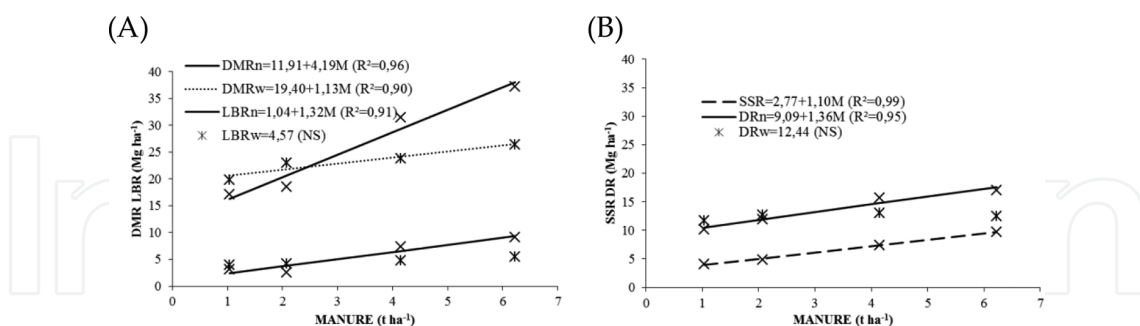 (A)
DMRn=11,91+4,19M (R²=0,96)
DMRw=19,40+1,13M (R²=0,90)
LBRn=1,04+1,32M (R²=0,91)
LBRw=4,57 (NS)
40
35
30
25
20
15
10
5
0
DMR LBR (Mg ha⁻¹)
0 1 2 3 4 5 6 7
MANURE (t ha⁻¹)
(B)
SSR=2,77+1,10M (R²=0,99)
DRn=9,09+1,36M (R²=0,95)
DRw=12,44 (NS)
40
35
30
25
20
15
10
5
0
SSR DR (Mg ha⁻¹)
0 1 2 3 4 5 6 7
MANURE (t ha⁻¹)